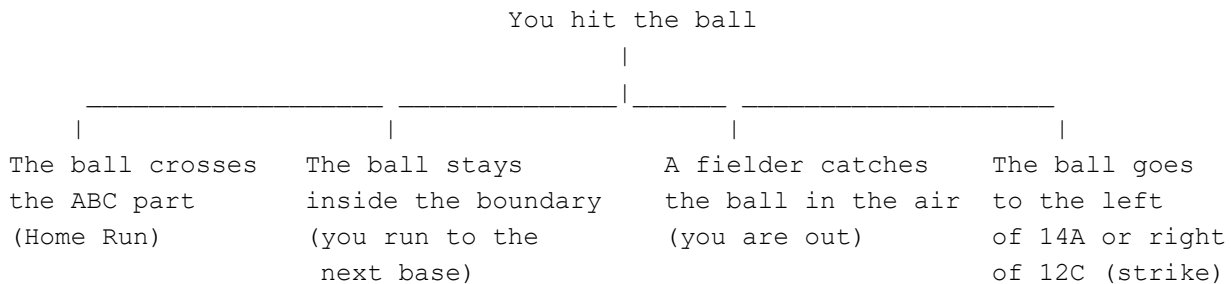 You hit the ball
The ball crosses
the ABC part
(Home Run)
The ball stays
inside the boundary
(you run to the
next base)
A fielder catches
the ball in the air
(you are out)
The ball goes
to the left
of 14A or right
of 12C (strike)